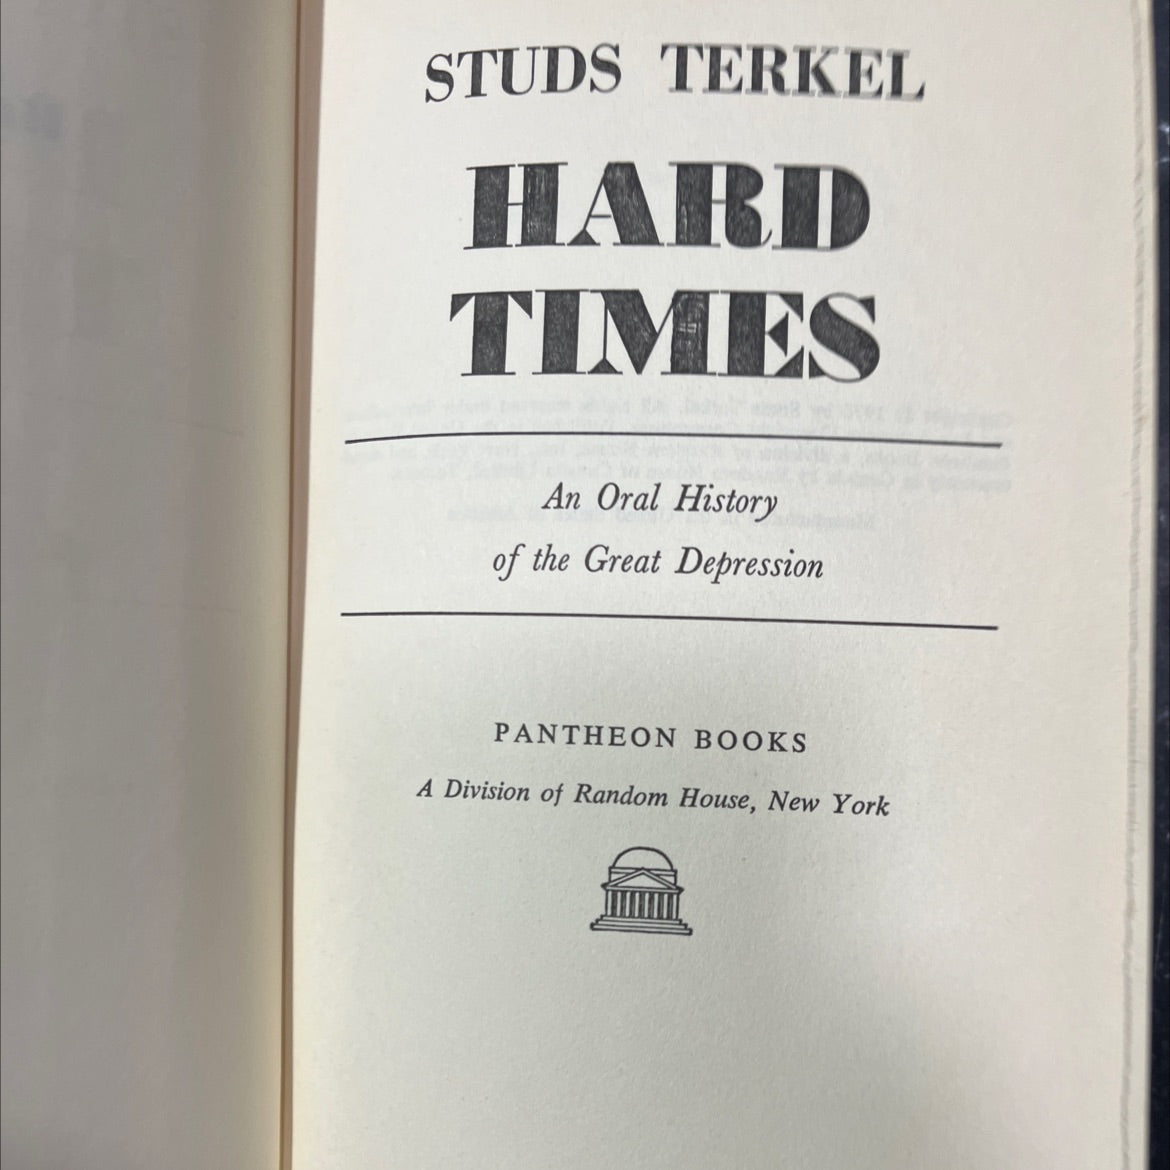 STUDS TERKEL
HARD
TIMES
An Oral History
of the Great Depression
PANTHEON BOOKS
A Division of Random House, New York